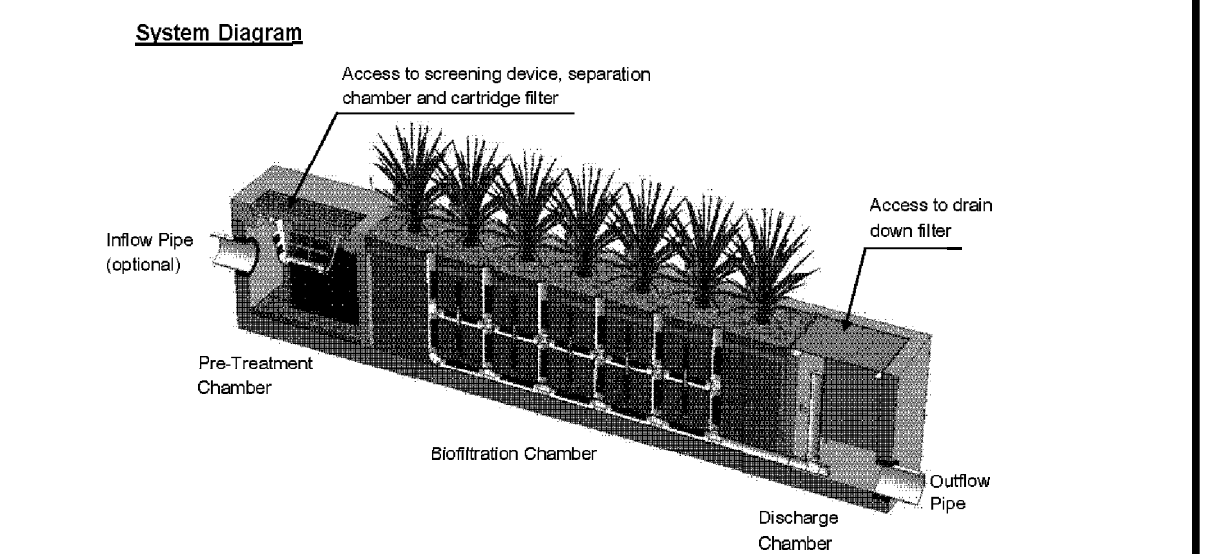 System Diagram
Access to screening device, separation
chamber and cartridge filter
Access to drain
down filter
Inflow Pipe
(optional)
Pre-Treatment
Chamber
Biofiltration Chamber
Outflow
Pipe
Discharge
Chamber